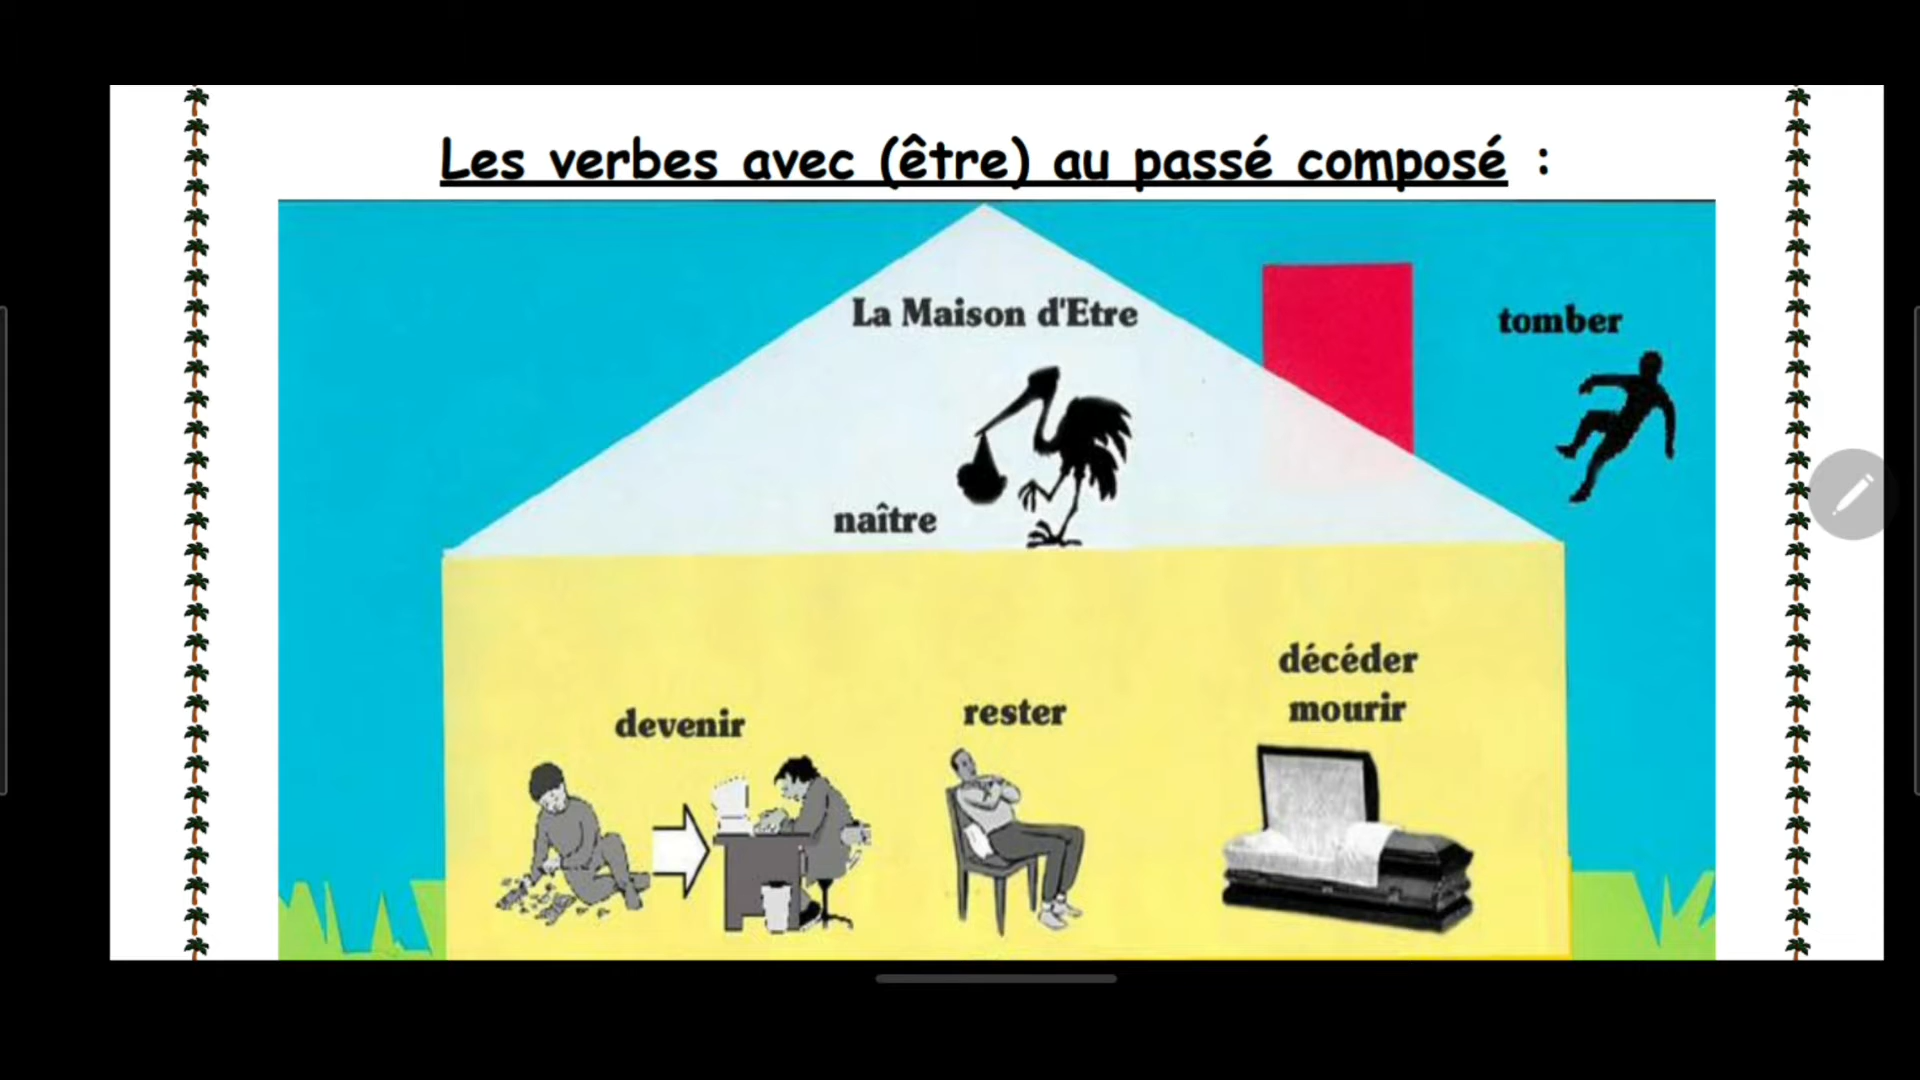 Les verbes avec (être) au passé composé :
La Maison d'Etre
tomber
naître
décéder
mourir
devenir
rester